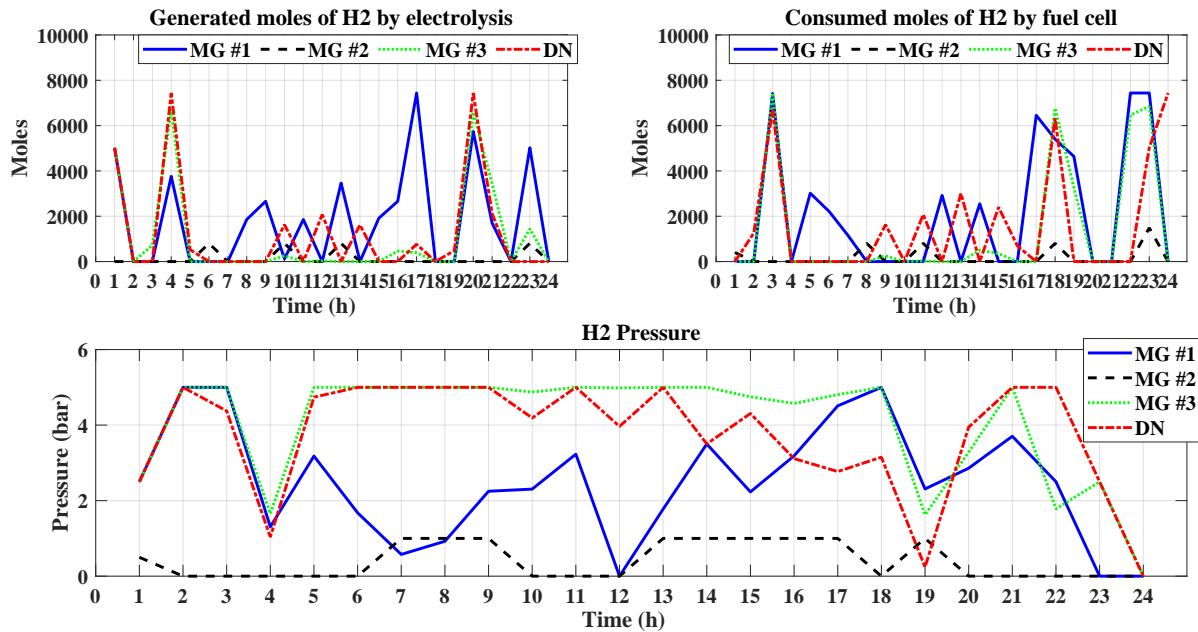 Generated moles of H2 by electrolysis
10000
8000
6000
4000
2000
0
Moles
MG #1 MG #2 MG #3 DN
0 1 2 3 4 5 6 7 8 9 10 11 12 13 14 15 16 17 18 19 20 21 22 23 24
Time (h)
Consumed moles of H2 by fuel cell
10000
8000
6000
4000
2000
0
Moles
MG #1 MG #2 MG #3 DN
0 1 2 3 4 5 6 7 8 9 10 11 12 13 14 15 16 17 18 19 20 21 22 23 24
Time (h)
H2 Pressure
6
4
2
0
Pressure (bar)
MG #1
MG #2
MG #3
DN
0 1 2 3 4 5 6 7 8 9 10 11 12 13 14 15 16 17 18 19 20 21 22 23 24
Time (h)